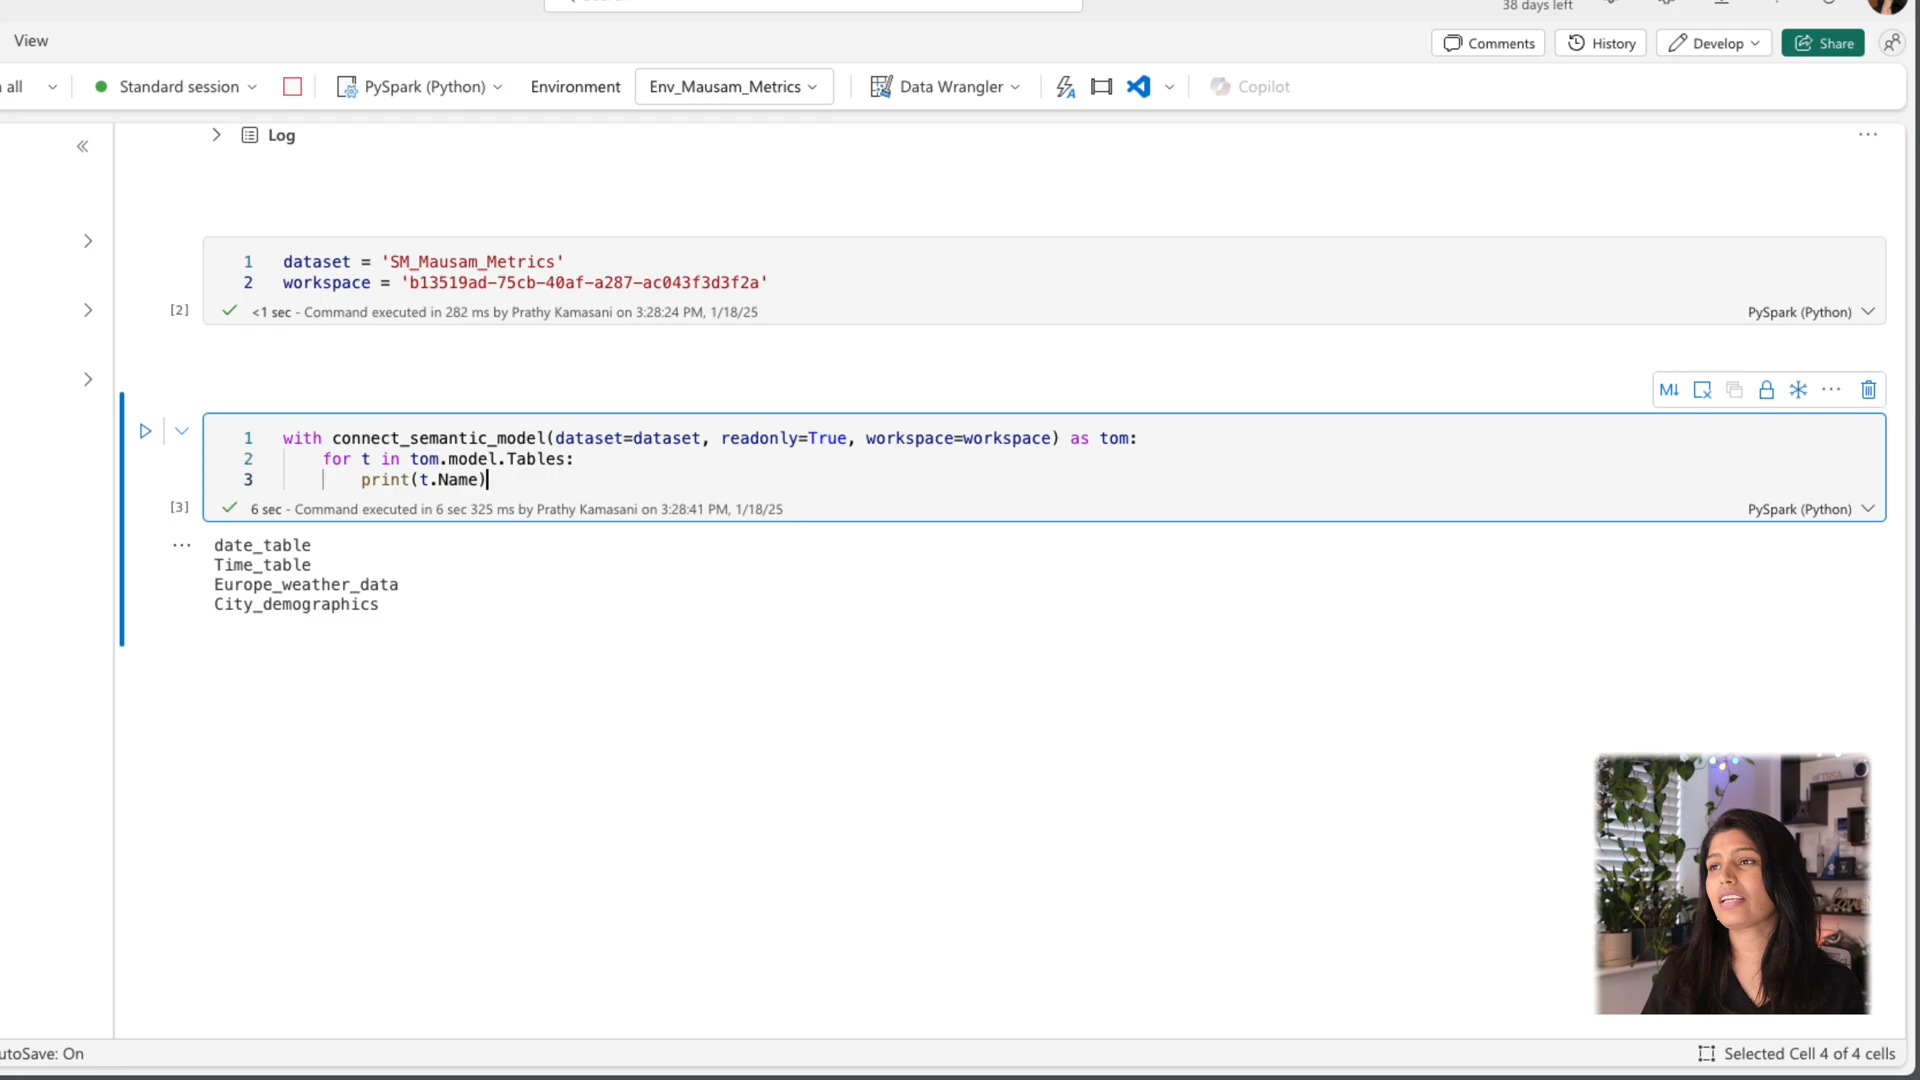 38 days left
View
Comments
History
Develop
Share
all
Standard session
PySpark (Python)
Environment
Env_Mausam_Metrics
Data Wrangler
Copilot
Log
1 dataset = 'SM_Mausam_Metrics'
2 workspace = 'b13519ad-75cb-40af-a287-ac043f3d3f2a'
[2] <1 sec - Command executed in 282 ms by Prathy Kamasani on 3:28:24 PM, 1/18/25 PySpark (Python)
M↓
1 with connect_semantic_model(dataset=dataset, readonly=True, workspace=workspace) as tom:
2 for t in tom.model.Tables:
3 print(t.Name)
[3] 6 sec - Command executed in 6 sec 325 ms by Prathy Kamasani on 3:28:41 PM, 1/18/25 PySpark (Python)
date_table
Time_table
Europe_weather_data
City_demographics
utoSave: On
Selected Cell 4 of 4 cells